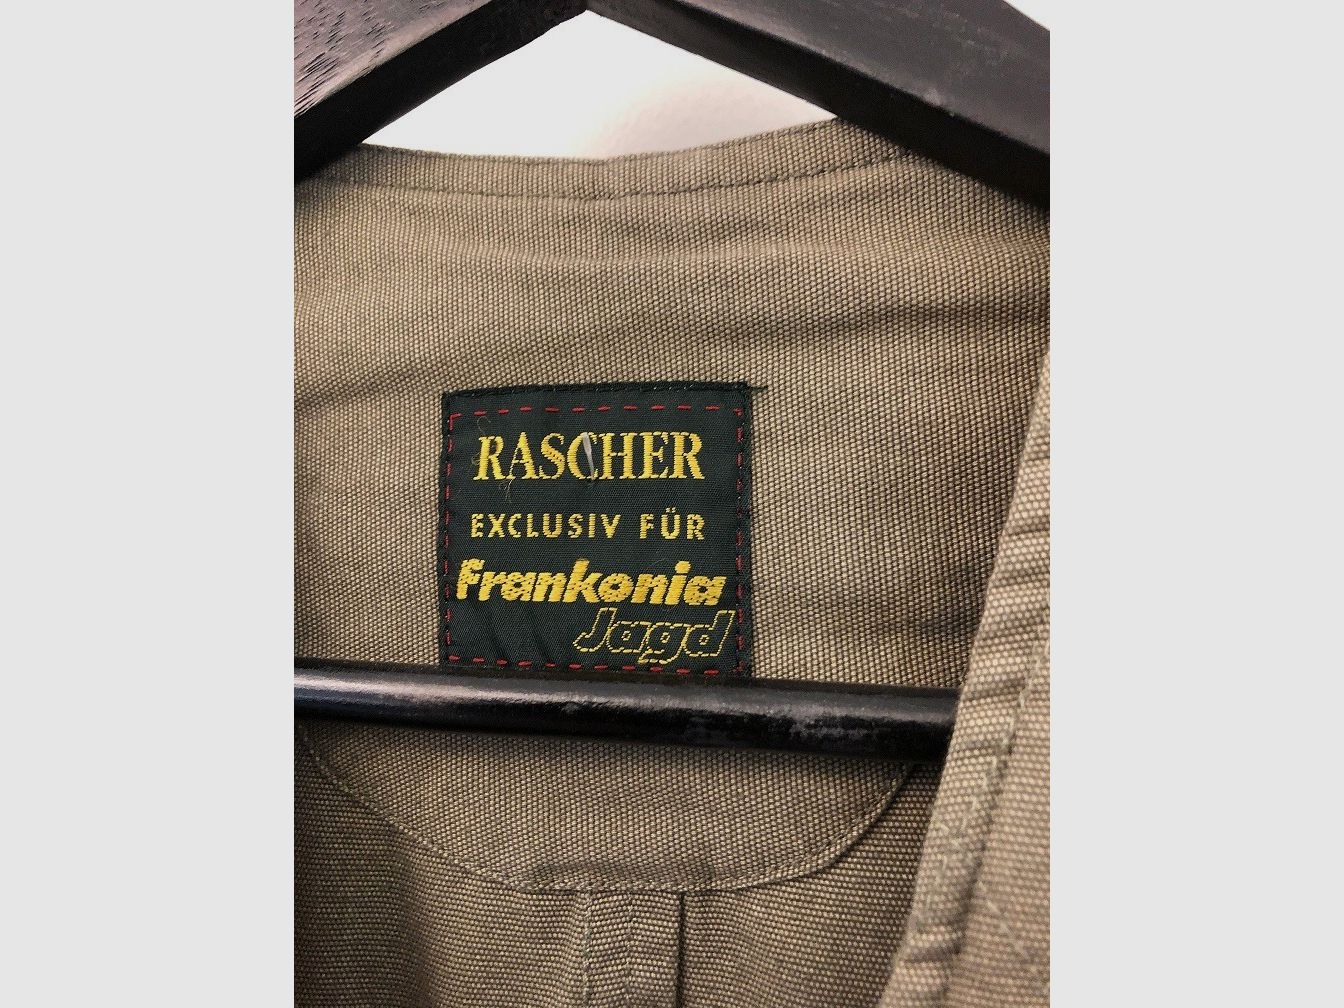 RASCHER
EXCLUSIV FÜR
Frankonia
Jagd